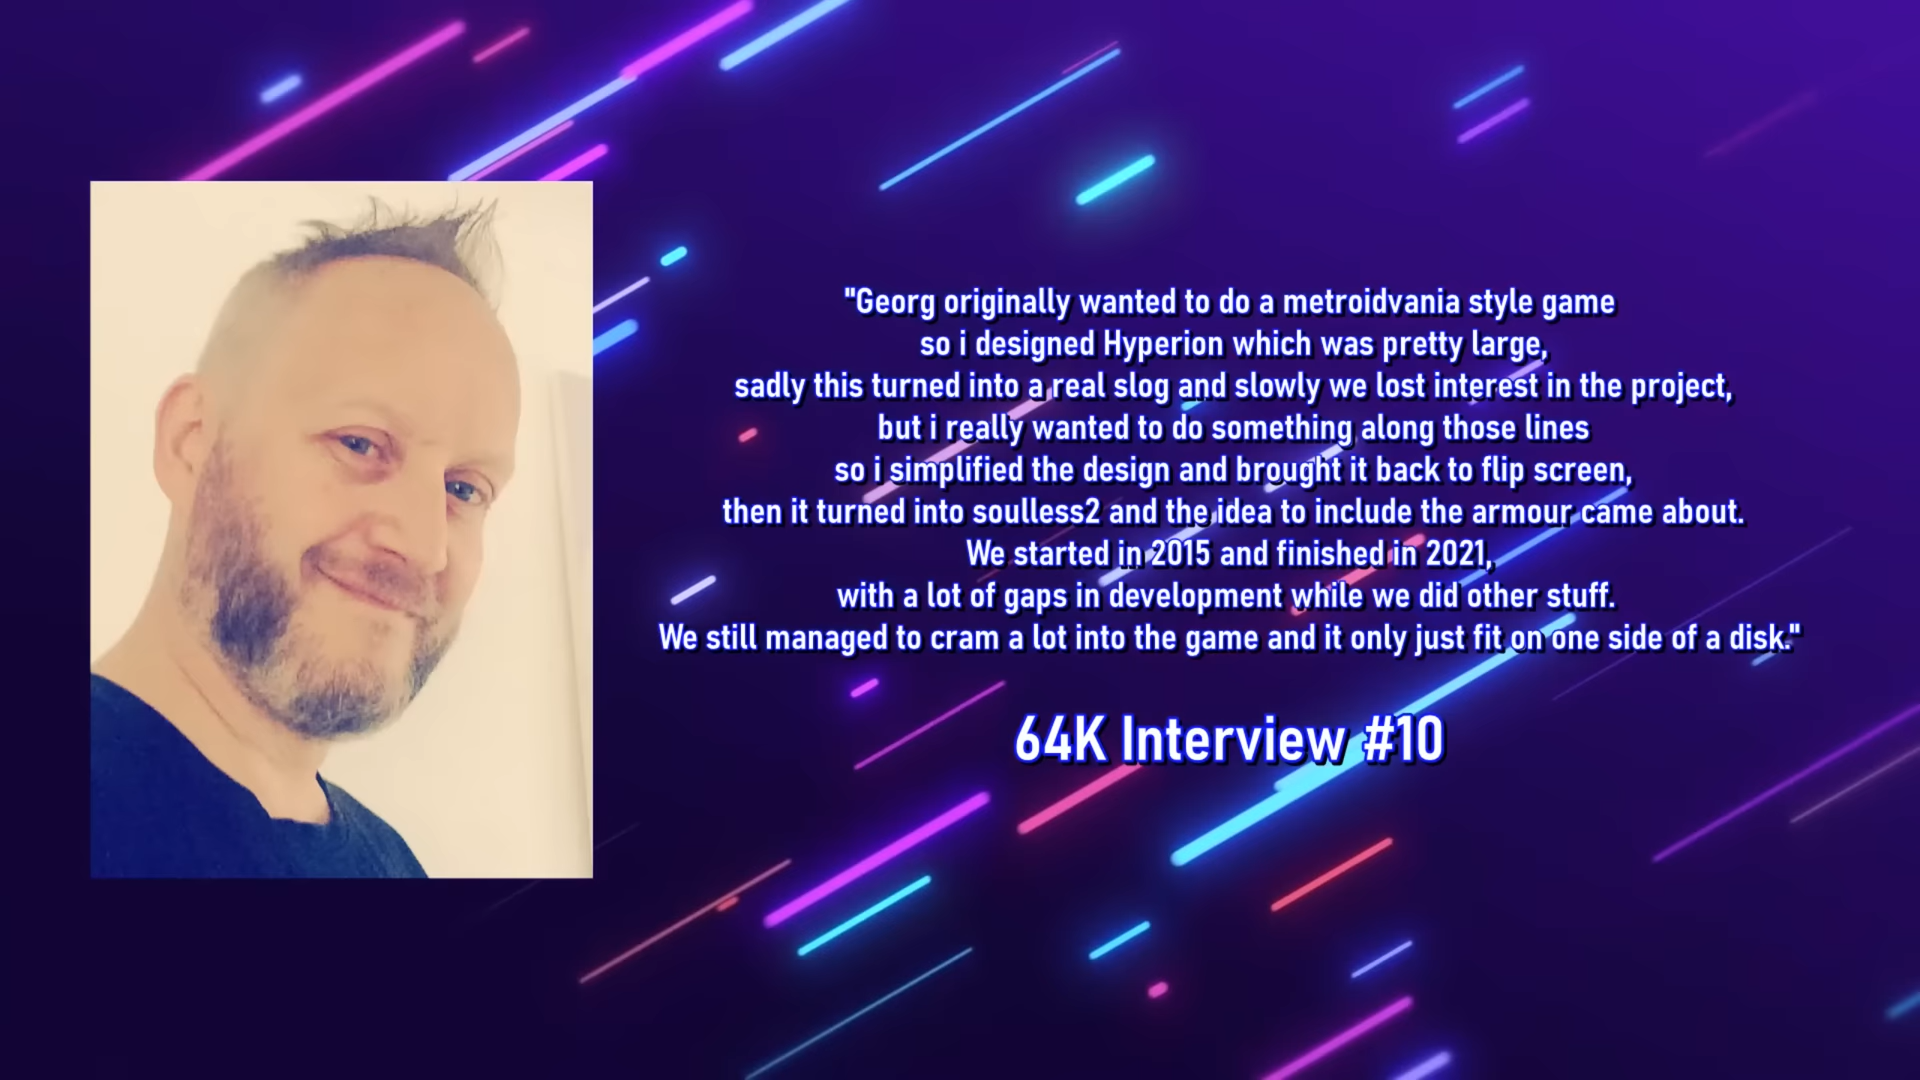 "Georg originally wanted to do a metroidvania style game
so i designed Hyperion which was pretty large,
sadly this turned into a real slog and slowly we lost interest in the project,
but i really wanted to do something along those lines
so i simplified the design and brought it back to flip screen,
then it turned into soulless2 and the idea to include the armour came about.
We started in 2015 and finished in 2021,
with a lot of gaps in development while we did other stuff.
We still managed to cram a lot into the game and it only just fit on one side of a disk."
64K Interview #10